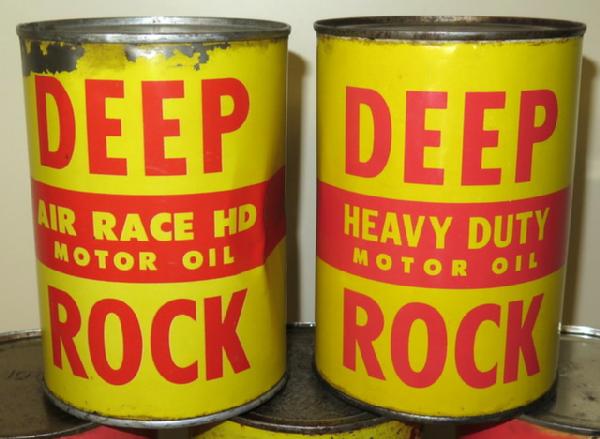 DEEP
AIR RACE HD
MOTOR OIL
ROCK
DEEP
HEAVY DUTY
MOTOR OIL
ROCK